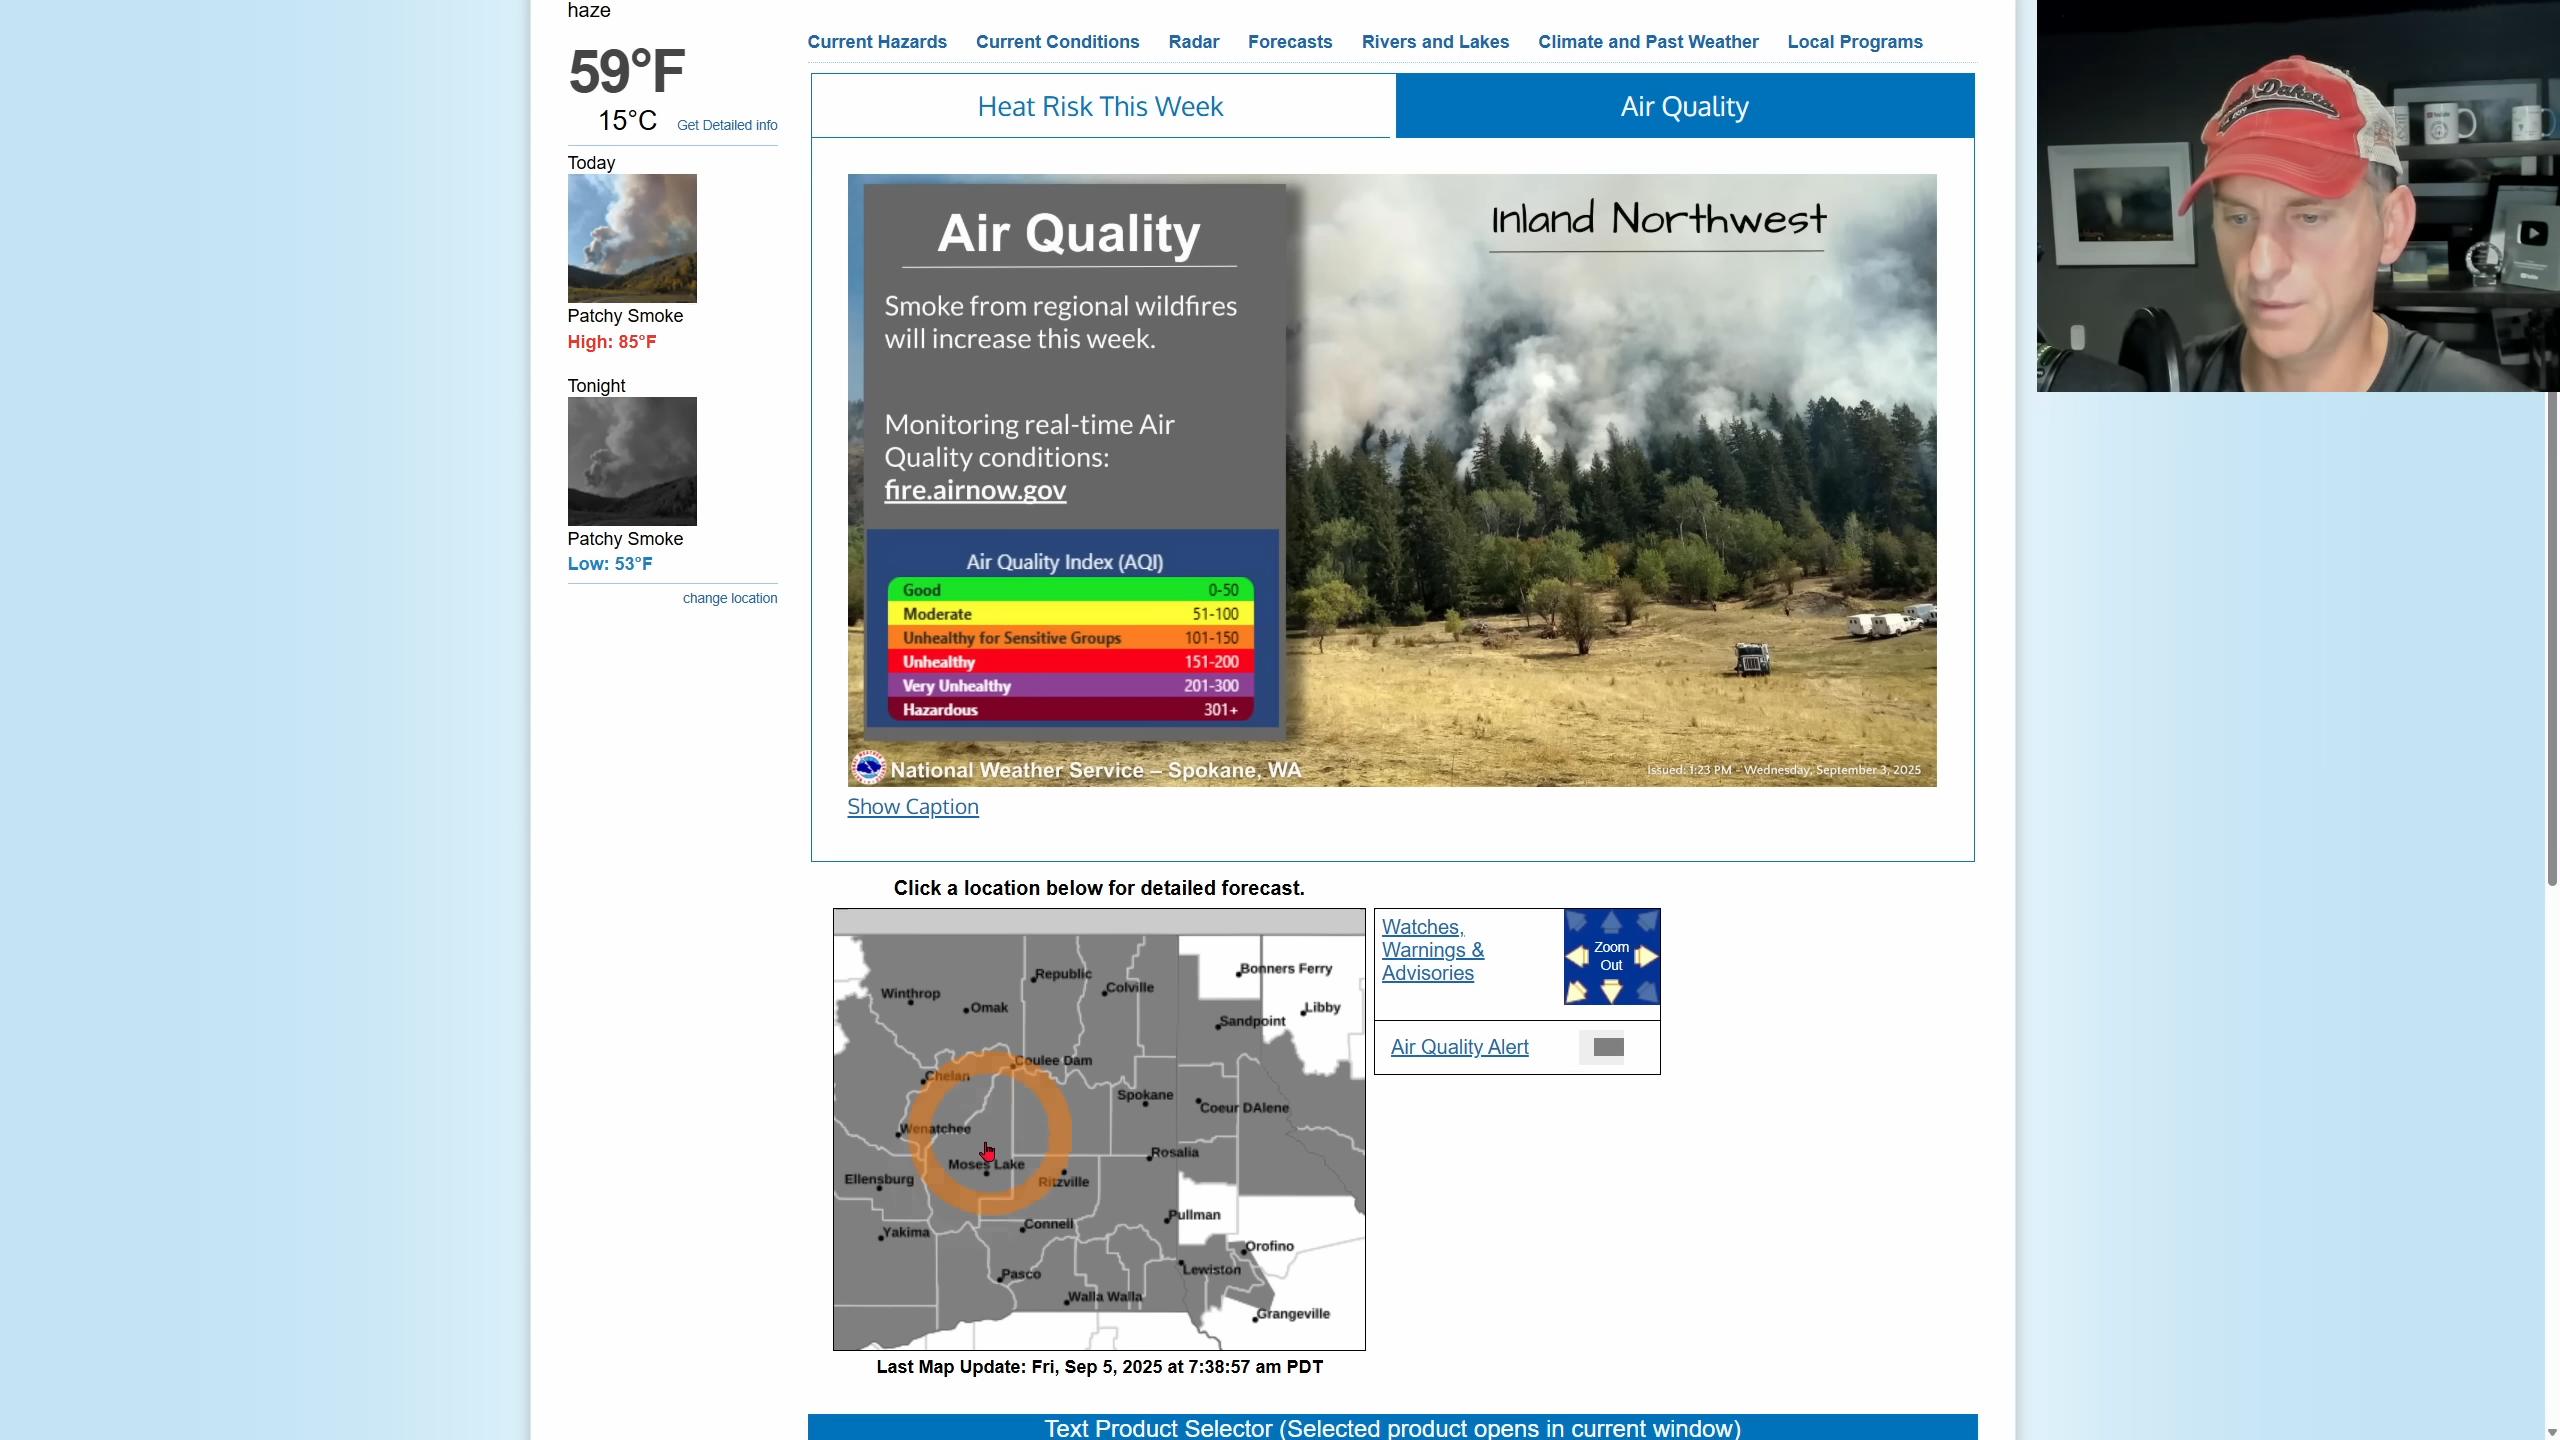 haze
59°F
15°C
Get Detailed info
Today
Patchy Smoke
High: 85°F
Tonight
Patchy Smoke
Low: 53°F
change location
Current Hazards Current Conditions Radar Forecasts Rivers and Lakes Climate and Past Weather Local Programs
Heat Risk This Week
Air Quality
Air Quality
Smoke from regional wildfires
will increase this week.
Monitoring real-time Air
Quality conditions:
fire.airnow.gov
Air Quality Index (AQI)
Good 0-50
Moderate 51-100
Unhealthy for Sensitive Groups 101-150
Unhealthy 151-200
Very Unhealthy 201-300
Hazardous 301+
Inland Northwest
National Weather Service – Spokane, WA
Issued: 1:23 PM - Wednesday, September 3, 2025
Show Caption
Click a location below for detailed forecast.
Republic
Bonners Ferry
Winthrop
Colville
Omak
Libby
Sandpoint
Coulee Dam
Chelan
Spokane
Coeur DAlene
Wenatchee
Rosalia
Moses Lake
Ellensburg
Ritzville
Pullman
Connell
Yakima
Orofino
Lewiston
Pasco
Walla Walla
Grangeville
Last Map Update: Fri, Sep 5, 2025 at 7:38:57 am PDT
Watches,
Warnings &
Advisories
Zoom
Out
Air Quality Alert
Text Product Selector (Selected product opens in current window)
Dakota